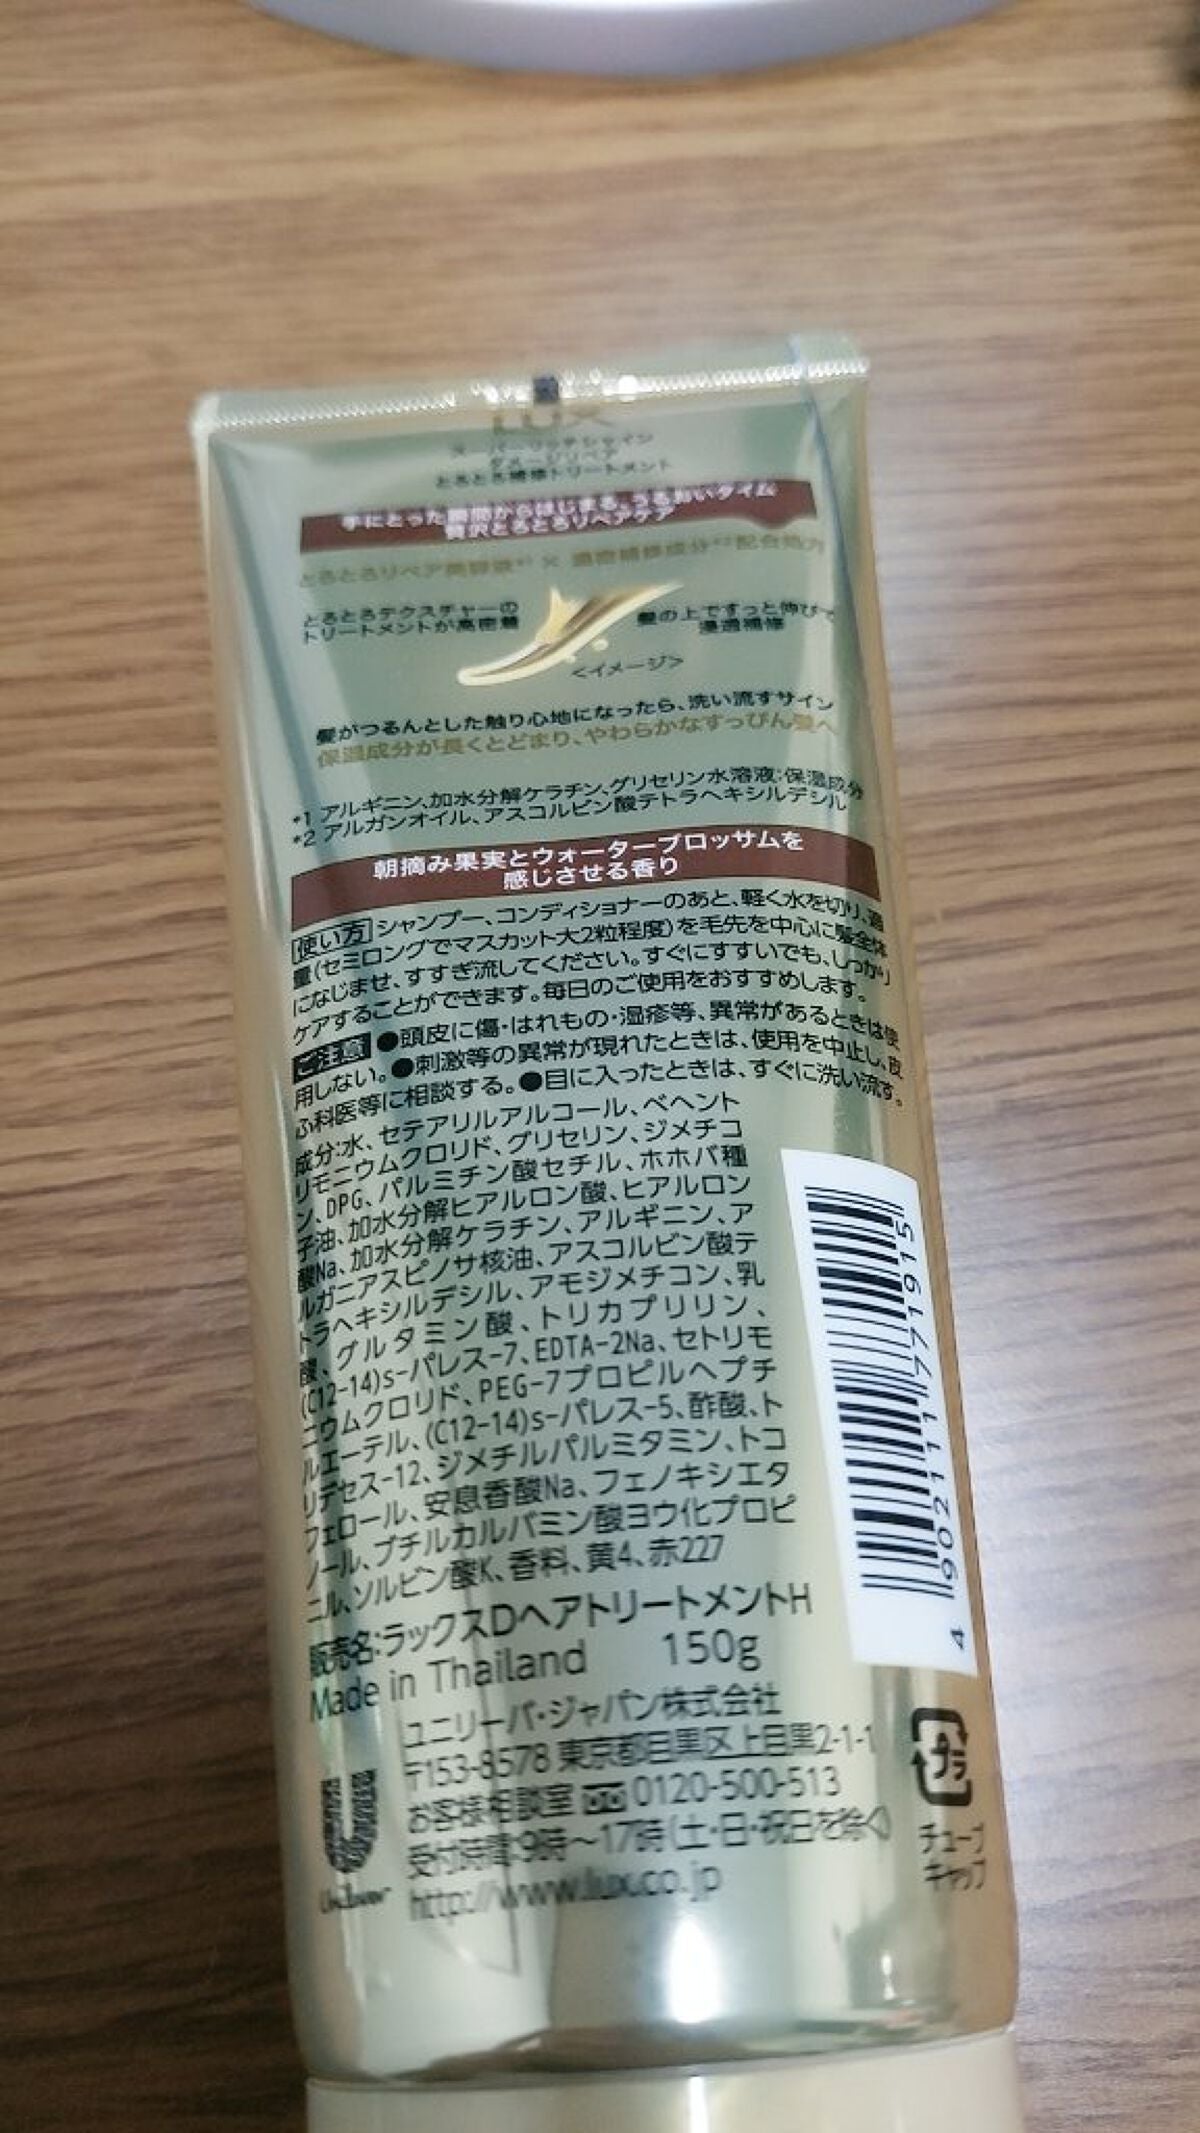 LUX
スーパーリッチシャイン
ダメージリペア
とろとろ補修トリートメント
手にとった瞬間からはじまる、うるおいタイム
贅沢とろとろリペアケア
とろとろリペア美容液*1 × 濃密補修成分*2配合処方
とろとろテクスチャーの
トリートメントが高密着
髪の上ですっと伸びて
浸透補修
<イメージ>
髪がつるんとした触り心地になったら、洗い流すサイン
保湿成分が長くとどまり、やわらかなすっぴん髪へ
*1 アルギニン、加水分解ケラチン、グリセリン水溶液:保湿成分
*2 アルガンオイル、アスコルビン酸テトラヘキシルデシル
朝摘み果実とウォーターブロッサムを
感じさせる香り
使い方 シャンプー、コンディショナーのあと、軽く水を切り、適
量(セミロングでマスカット大2粒程度)を毛先を中心に髪全体
になじませ、すすぎ流してください。すぐにすすいでも、しっかり
ケアすることができます。毎日のご使用をおすすめします。
ご注意 ●頭皮に傷・はれもの・湿疹等、異常があるときは使
用しない。●刺激等の異常が現れたときは、使用を中止し、皮
ふ科医等に相談する。●目に入ったときは、すぐに洗い流す。
成分:水、セテアリルアルコール、ベヘント
リモニウムクロリド、グリセリン、ジメチコ
ン、DPG、パルミチン酸セチル、ホホバ種
子油、加水分解ヒアルロン酸、ヒアルロン
酸Na、加水分解ケラチン、アルギニン、ア
ルガニアスピノサ核油、アスコルビン酸テ
トラヘキシルデシル、アモジメチコン、乳
酸、グルタミン酸、トリカプリリン、
(C12-14)s-パレス-7、EDTA-2Na、セトリモ
ニウムクロリド、PEG-7プロピルヘプチ
ルエーテル、(C12-14)s-パレス-5、酢酸、ト
リデセス-12、ジメチルパルミタミン、トコ
フェロール、安息香酸Na、フェノキシエタ
ノール、ブチルカルバミン酸ヨウ化プロピ
ニル、ソルビン酸K、香料、黄4、赤227
販売名:ラックスDヘアトリートメントH
Made in Thailand 150g
ユニリーバ・ジャパン株式会社
〒153-8578 東京都目黒区上目黒2-1-1
お客様相談室 0120-500-513
受付時間:9時～17時(土・日・祝日を除く)
http://www.lux.co.jp
Unilever
4902111771915
プラ
チューブ
キャップ